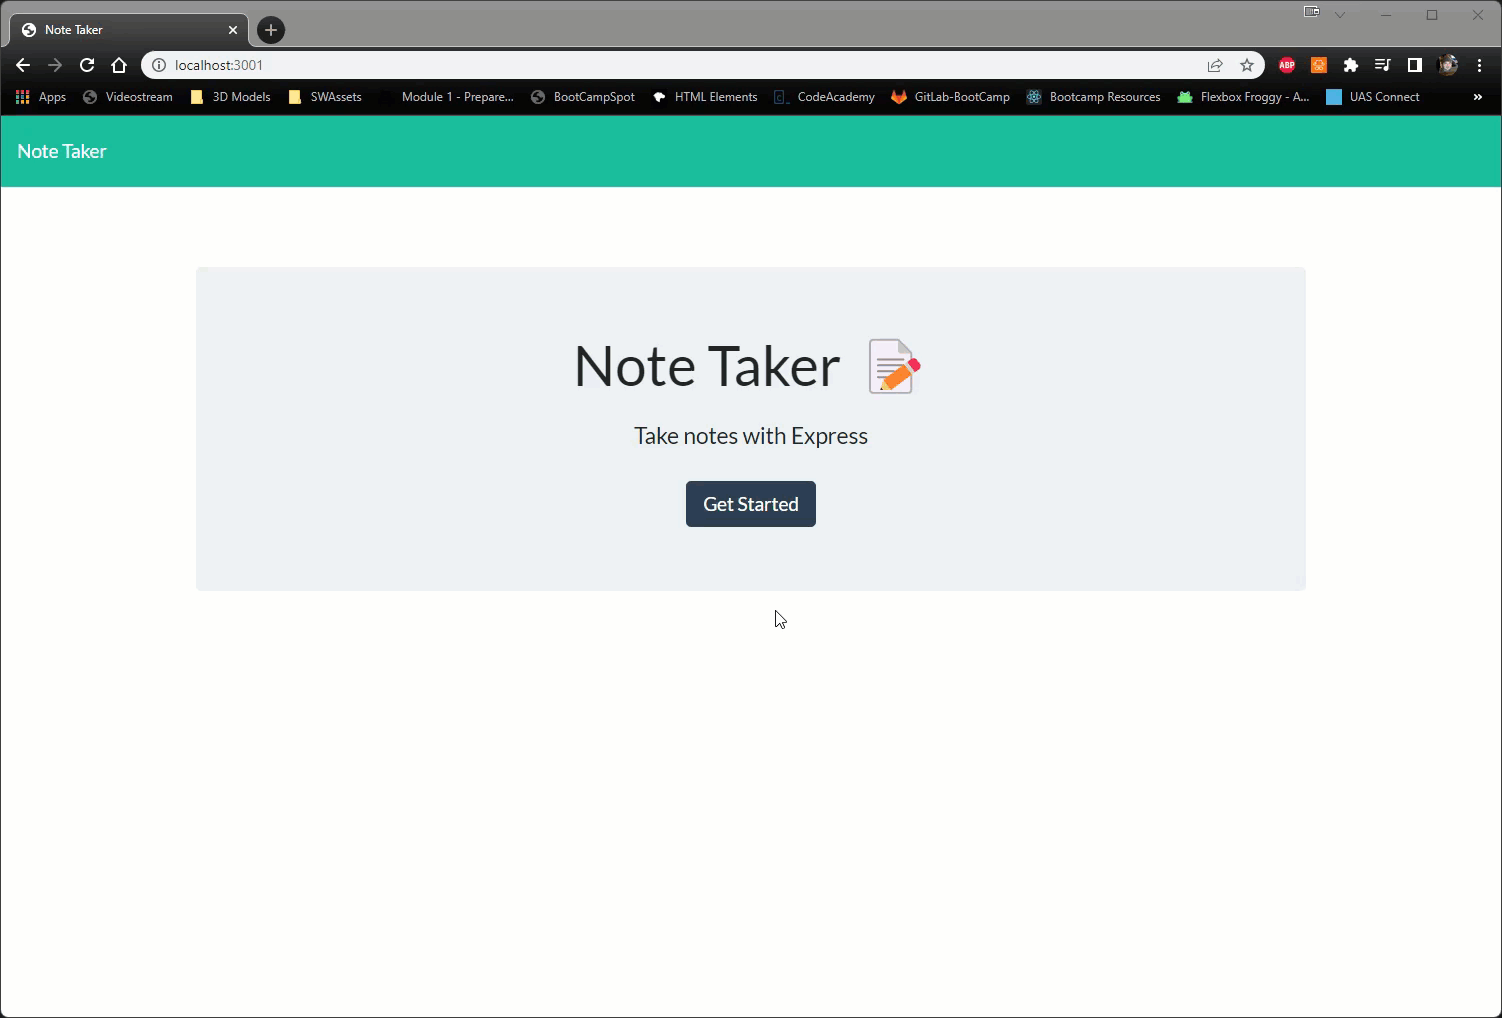 Note Taker
localhost:3001
ABP
Apps Videostream 3D Models SWAssets Module 1 - Prepare... BootCampSpot HTML Elements CodeAcademy GitLab-BootCamp Bootcamp Resources Flexbox Froggy - A... UAS Connect »
Note Taker
Note Taker
Take notes with Express
Get Started